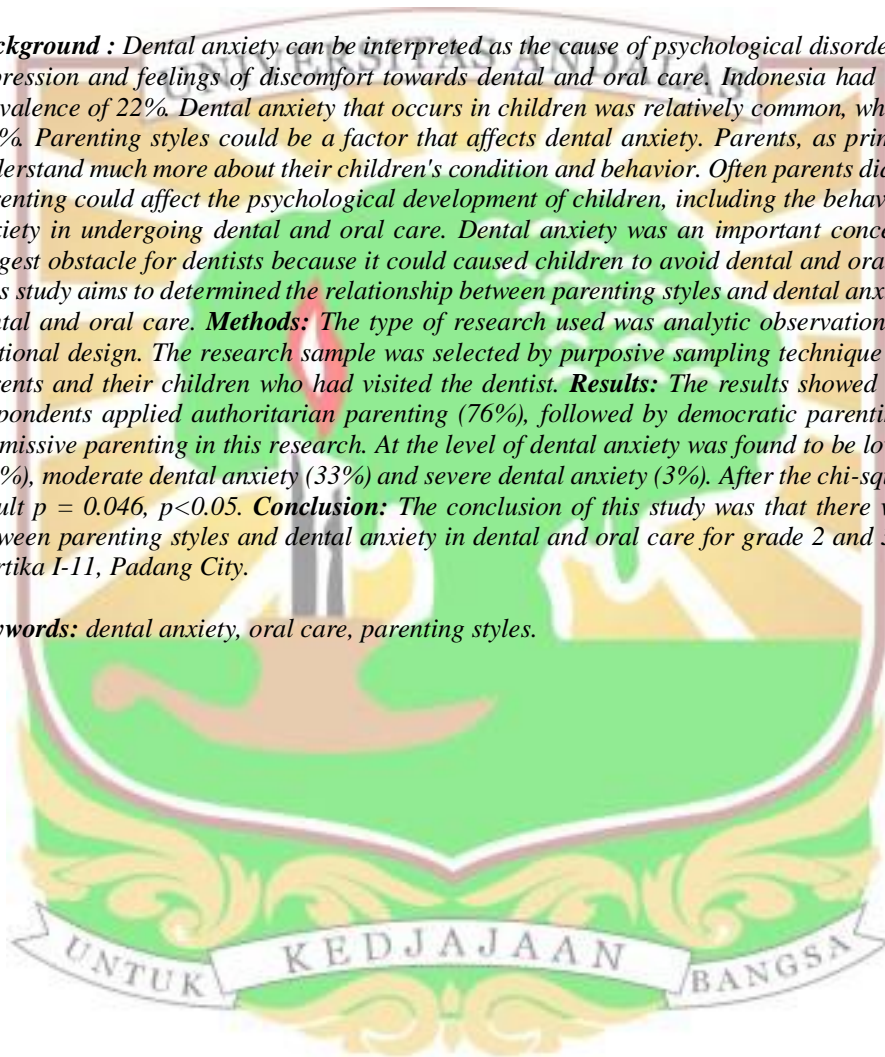 ckground : Dental anxiety can be interpreted as the cause of psychological disorde
UNIVERSITAS ANDALAS
pression and feelings of discomfort towards dental and oral care. Indonesia had
valence of 22%. Dental anxiety that occurs in children was relatively common, wh
%. Parenting styles could be a factor that affects dental anxiety. Parents, as prim
derstand much more about their children's condition and behavior. Often parents did
renting could affect the psychological development of children, including the behav
xiety in undergoing dental and oral care. Dental anxiety was an important conce
ggest obstacle for dentists because it could caused children to avoid dental and ora
s study aims to determined the relationship between parenting styles and dental anx
ntal and oral care. Methods: The type of research used was analytic observation
ctional design. The research sample was selected by purposive sampling technique
rents and their children who had visited the dentist. Results: The results showed
pondents applied authoritarian parenting (76%), followed by democratic parenti
missive parenting in this research. At the level of dental anxiety was found to be lo
%), moderate dental anxiety (33%) and severe dental anxiety (3%). After the chi-squ
ult p = 0.046, p<0.05. Conclusion: The conclusion of this study was that there
ween parenting styles and dental anxiety in dental and oral care for grade 2 and
rtika I-11, Padang City.
ywords: dental anxiety, oral care, parenting styles.
UNTUK KEDJAJAAN BANGSA